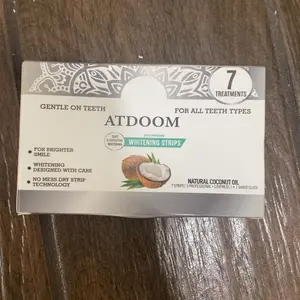 7
TREATMENTS
GENTLE ON TEETH
FOR ALL TEETH TYPES
ATDOOM
WHITENING STRIPS
• FOR BRIGHTER
SMILE
• WHITENING
DESIGNED WITH CARE
• NO MESS DRY STRIP
TECHNOLOGY
NATURAL COCONUT OIL